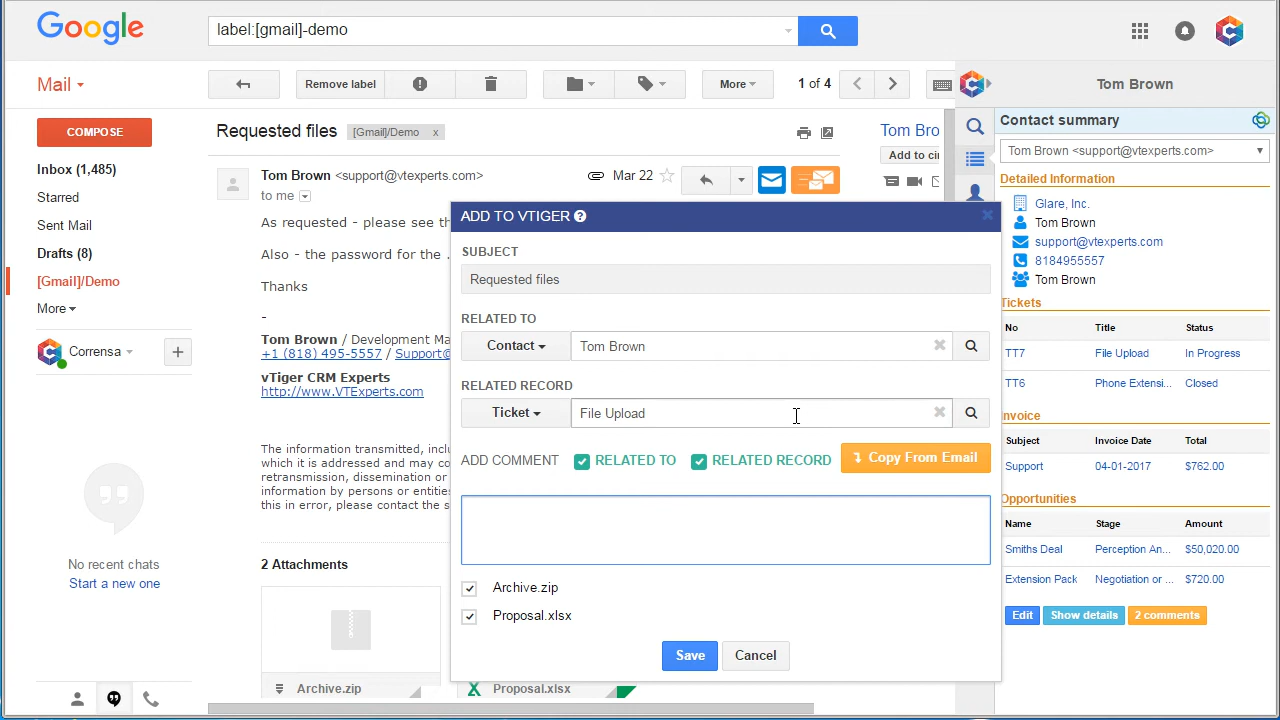 Google
label:[gmail]-demo
Mail
Remove label
More
1 of 4
Tom Brown
COMPOSE
Inbox (1,485)
Starred
Sent Mail
Drafts (8)
[Gmail]/Demo
More
Corrensa
+
No recent chats
Start a new one
Requested files
[Gmail]/Demo x
Tom Brown <support@vtexperts.com>
to me
Mar 22
As requested - please see th
Also - the password for the .
Thanks
-
Tom Brown / Development Ma
+1 (818) 495-5557 / Support@
vTiger CRM Experts
http://www.VTExperts.com
The information transmitted, includ
which it is addressed and may co
retransmission, dissemination or
information by persons or entities
this in error, please contact the s
2 Attachments
Archive.zip
Proposal.xlsx
Tom Bro
Add to cir
ADD TO VTIGER ?
SUBJECT
Requested files
RELATED TO
Contact
Tom Brown
RELATED RECORD
Ticket
File Upload
ADD COMMENT RELATED TO RELATED RECORD
Copy From Email
Archive.zip
Proposal.xlsx
Save
Cancel
Contact summary
Tom Brown <support@vtexperts.com>
Detailed Information
Glare, Inc.
Tom Brown
support@vtexperts.com
8184955557
Tom Brown
Tickets
No Title Status
TT7 File Upload In Progress
TT6 Phone Extensi... Closed
Invoice
Subject Invoice Date Total
Support 04-01-2017 $762.00
Opportunities
Name Stage Amount
Smiths Deal Perception An... $50,020.00
Extension Pack Negotiation or ... $720.00
Edit
Show details
2 comments